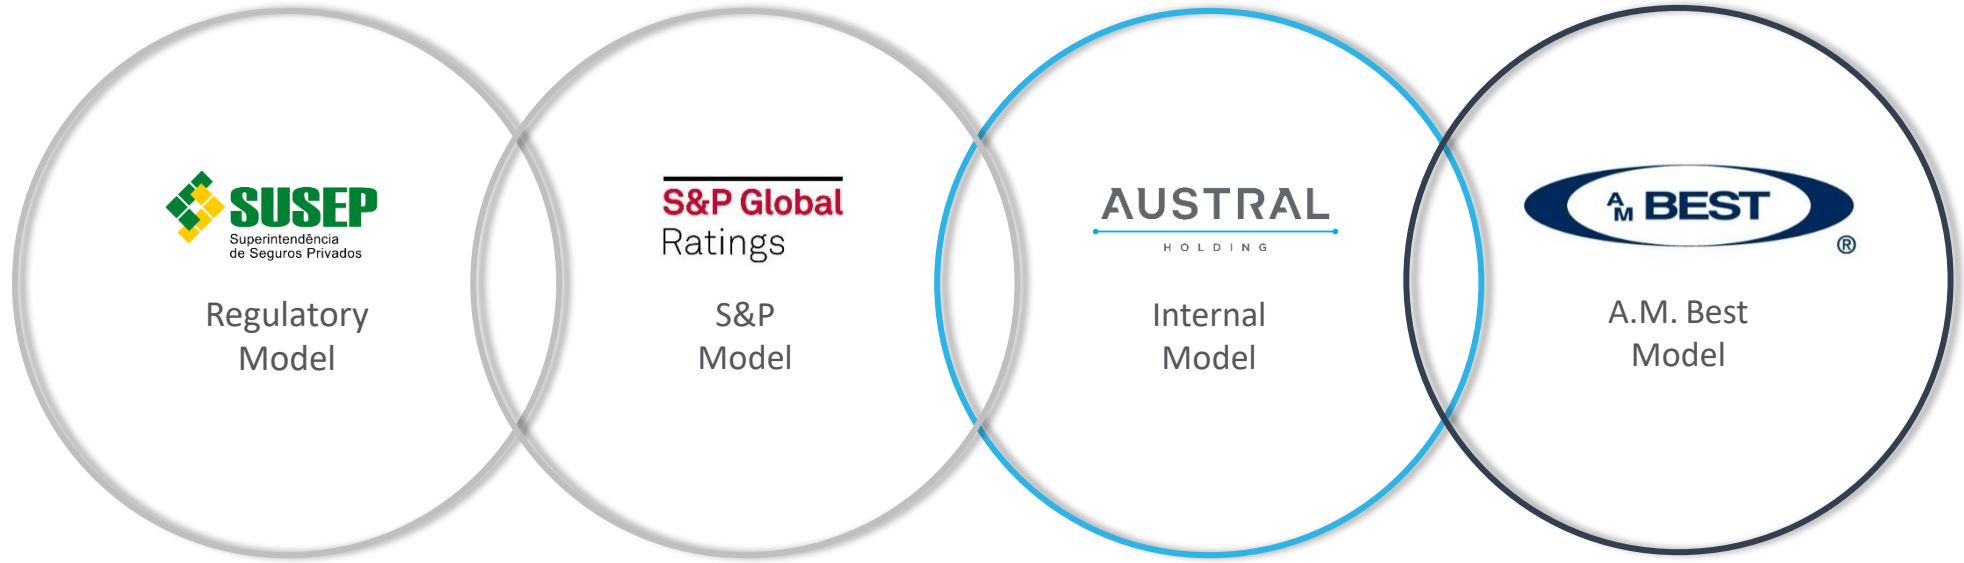 SUSEP
Superintendência
de Seguros Privados
Regulatory
Model
S&P Global
Ratings
S&P
Model
AUSTRAL
HOLDING
Internal
Model
AM BEST
®
A.M. Best
Model